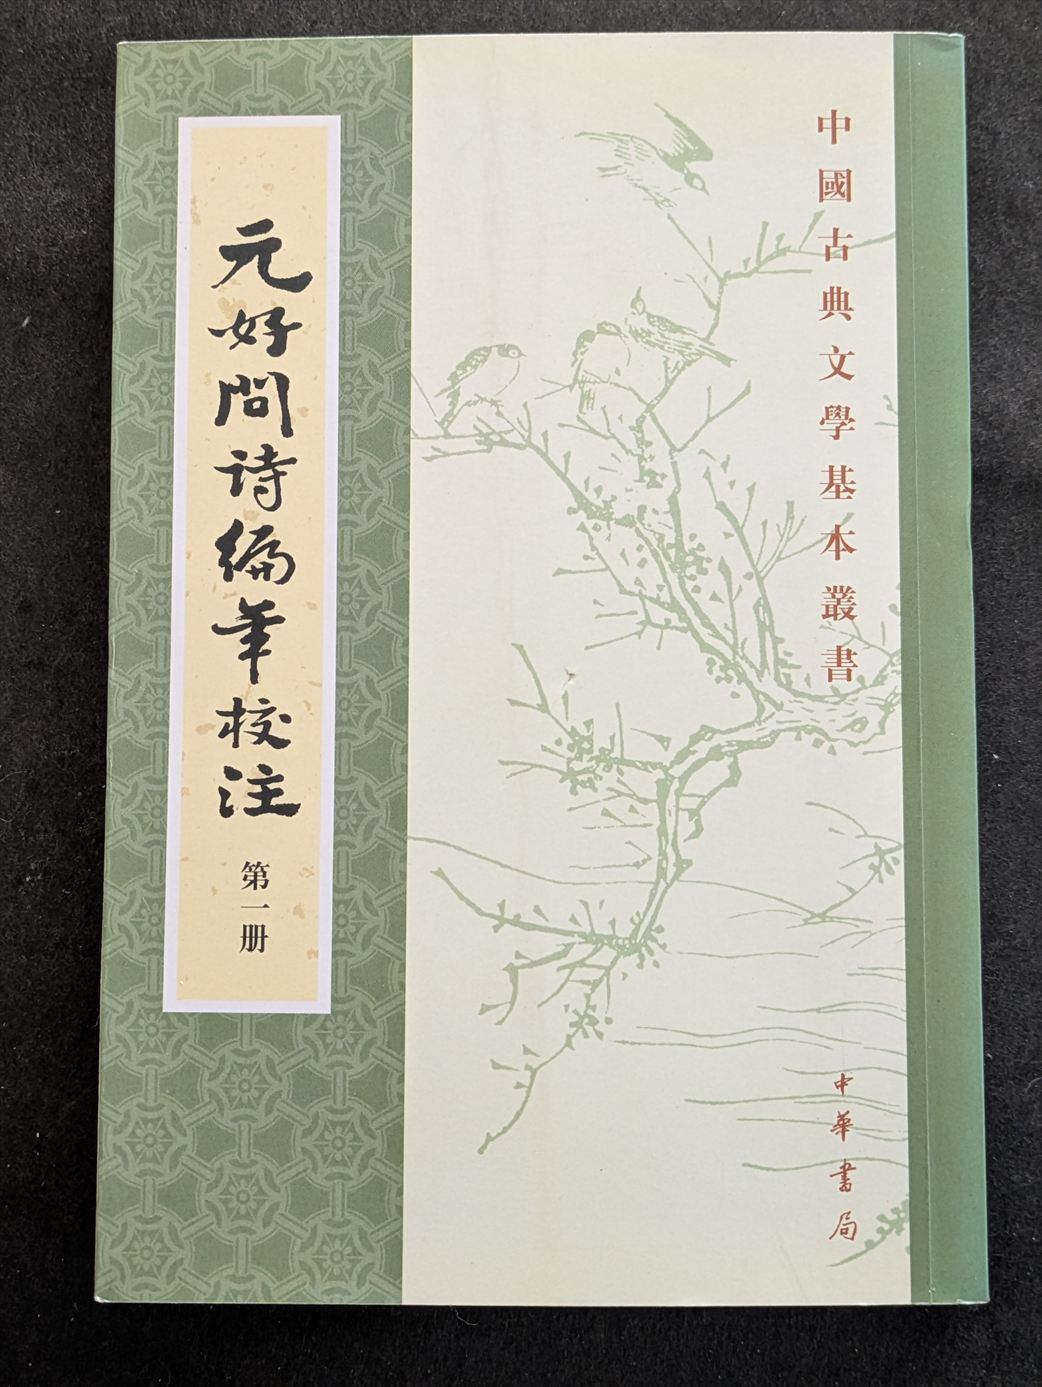 中國古典文學基本叢書
元好問詩編年校注
第一册
中華書局